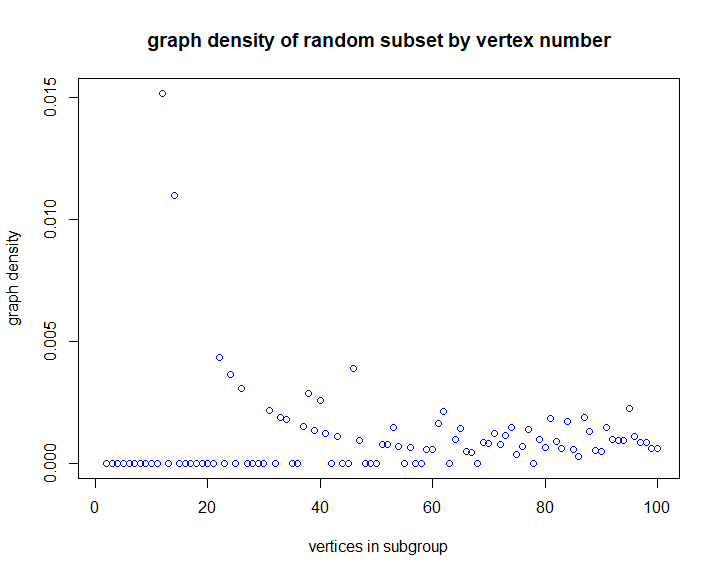 graph density of random subset by vertex number
graph density
0.015
0.010
0.005
0.000
0 20 40 60 80 100
vertices in subgroup